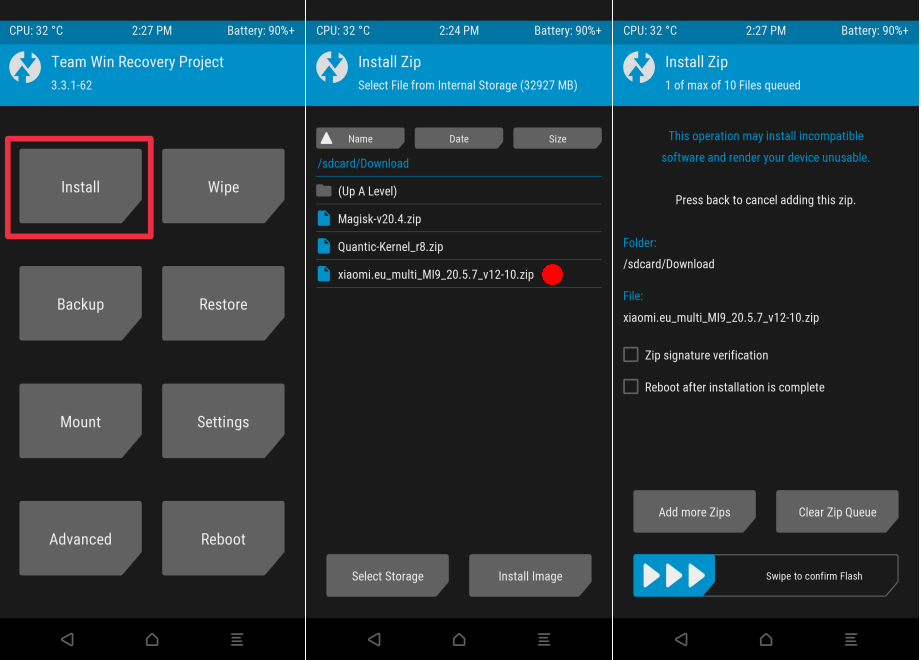 CPU: 32 °C 2:27 PM Battery: 90%+
Team Win Recovery Project
3.3.1-62
Install
Wipe
Backup
Restore
Mount
Settings
Advanced
Reboot
CPU: 32 °C 2:24 PM Battery: 90%+
Install Zip
Select File from Internal Storage (32927 MB)
Name Date Size
/sdcard/Download
(Up A Level)
Magisk-v20.4.zip
Quantic-Kernel_r8.zip
xiaomi.eu_multi_MI9_20.5.7_v12-10.zip
Select Storage
Install Image
CPU: 32 °C 2:27 PM Battery: 90%+
Install Zip
1 of max of 10 Files queued
This operation may install incompatible
software and render your device unusable.
Press back to cancel adding this zip.
Folder:
/sdcard/Download
File:
xiaomi.eu_multi_MI9_20.5.7_v12-10.zip
Zip signature verification
Reboot after installation is complete
Add more Zips
Clear Zip Queue
Swipe to confirm Flash